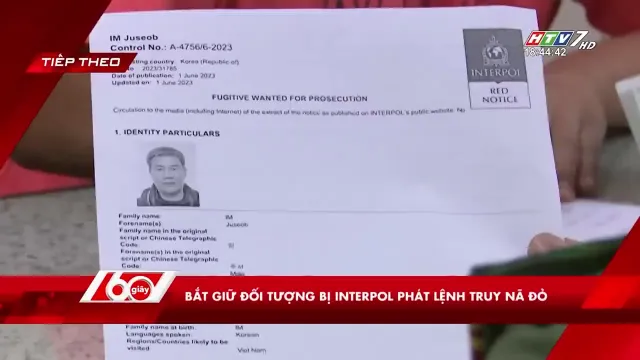 IM Juseob
Control No.: A-4756/6-2023
TIẾP THEO
HTV7 HD
18:44:42
country: Korea (Republic of)
2023/31785
Date of publication: 1 June 2023
Updated on: 1 June 2023
INTERPOL
RED
NOTICE
FUGITIVE WANTED FOR PROSECUTION
Circulation to the media (including Internet) of the extract of the notice as published on INTERPOL's public website: No
1. IDENTITY PARTICULARS
Family name: IM
Forename(s): Juseob
Family name in the original
script or Chinese Telegraphic
Code:
Forename(s) in the original
script or Chinese Telegraphic
60 giây
BẮT GIỮ ĐỐI TƯỢNG BỊ INTERPOL PHÁT LỆNH TRUY NÃ ĐỎ
Family name at birth: IM
Languages spoken: Korean
Regions/Countries likely to be
visited: Viet Nam